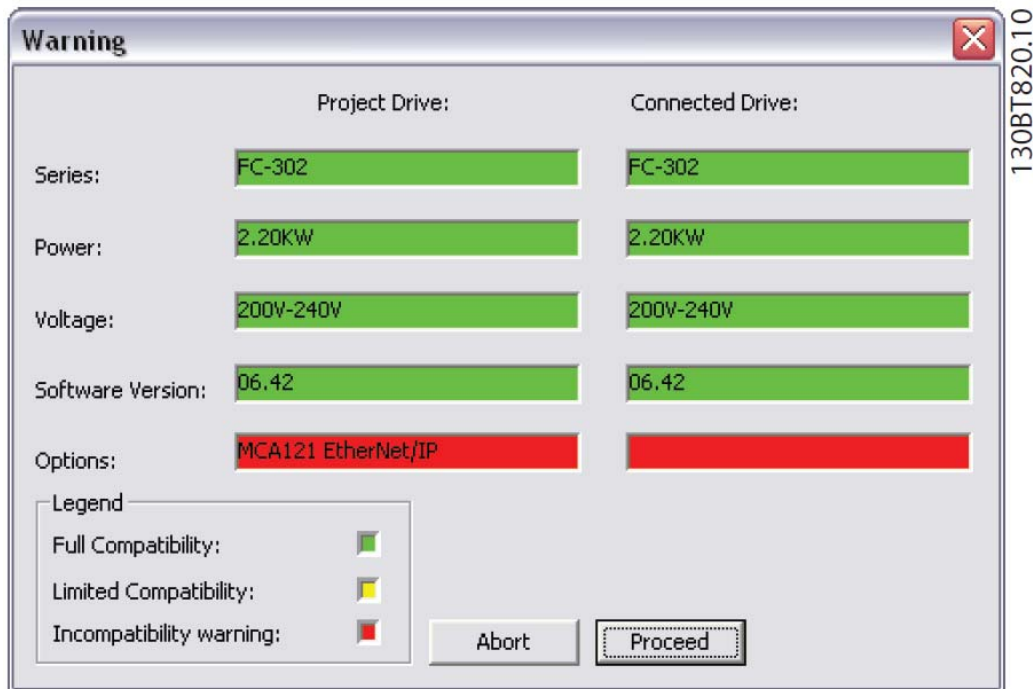 Warning
Project Drive: Connected Drive:
Series: FC-302 FC-302
Power: 2.20KW 2.20KW
Voltage: 200V-240V 200V-240V
Software Version: 06.42 06.42
Options: MCA121 EtherNet/IP
Legend
Full Compatibility:
Limited Compatibility:
Incompatibility warning:
Abort Proceed
130BT820.10